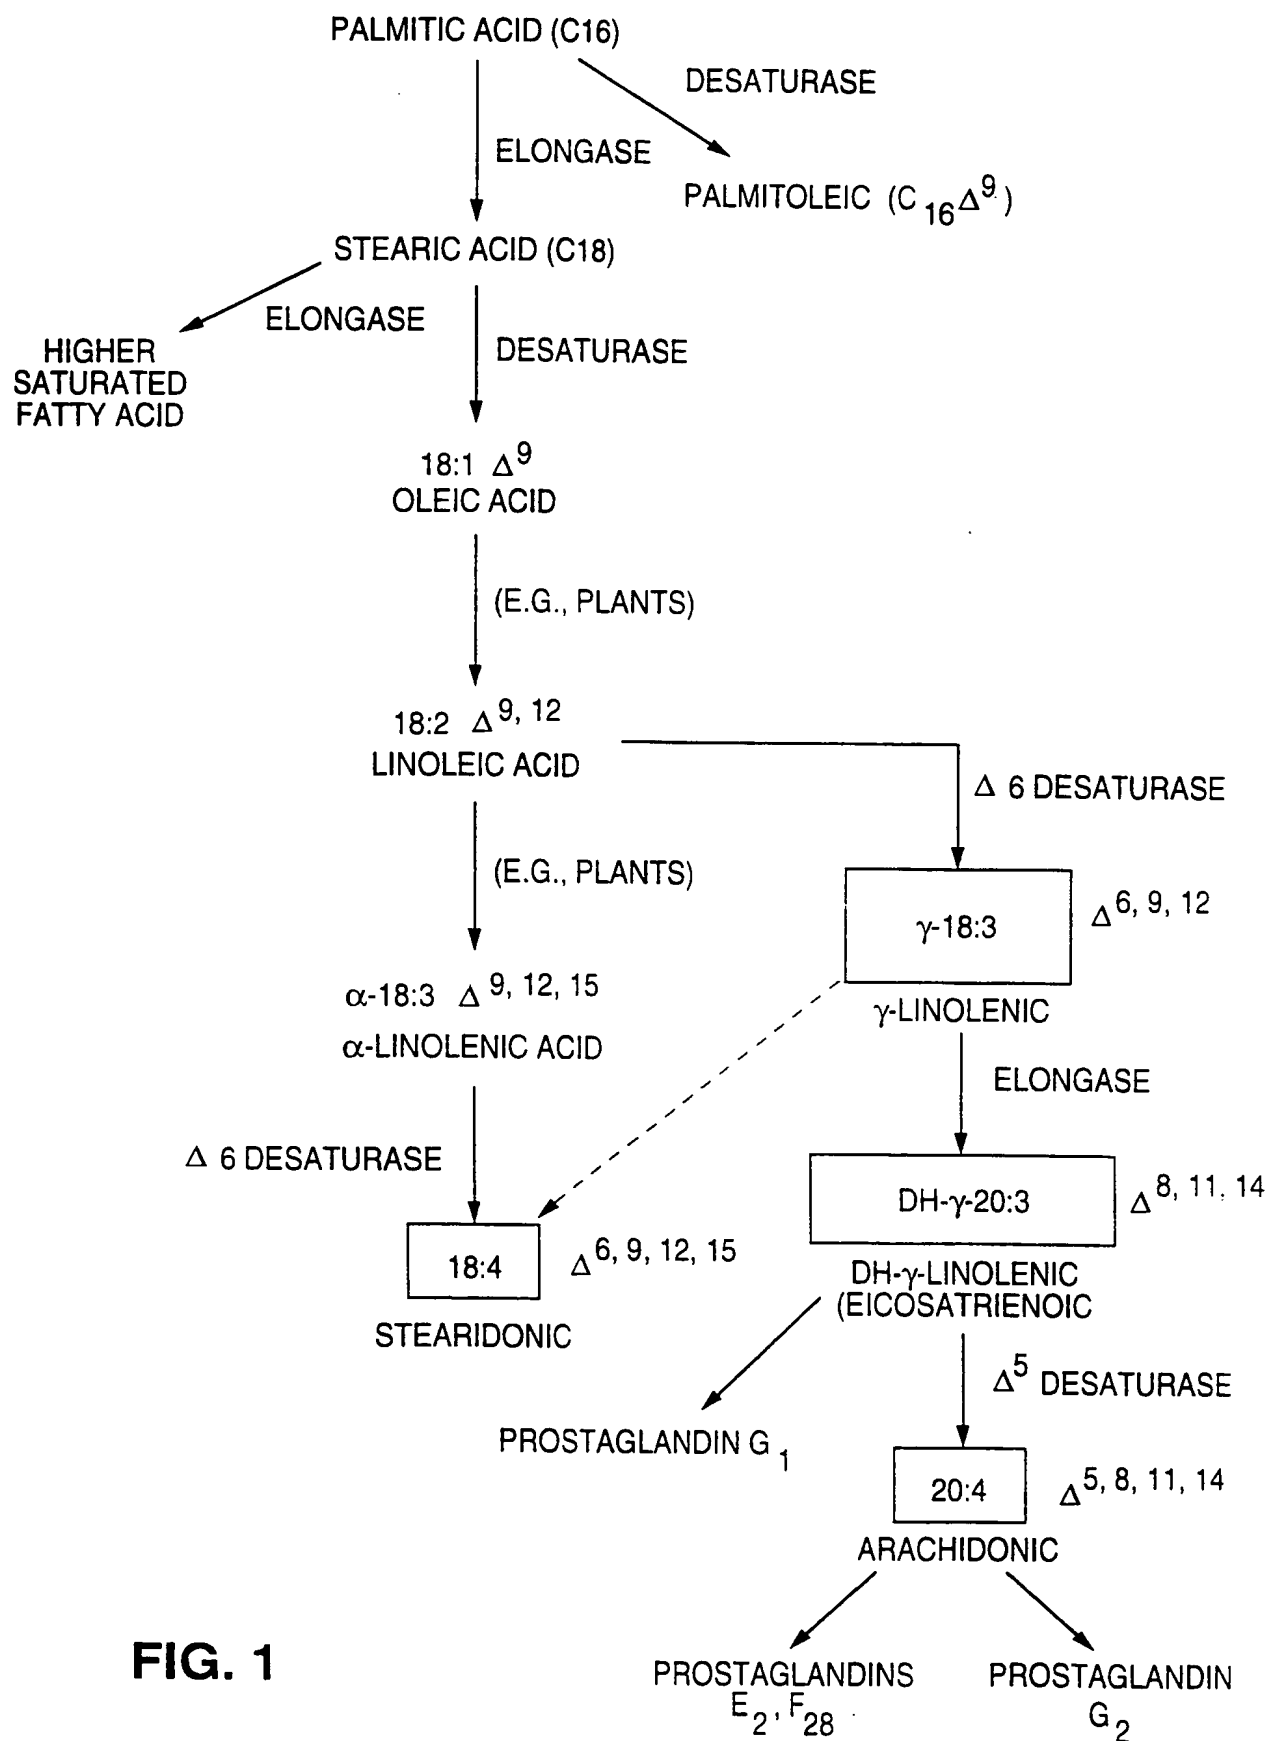 PALMITIC ACID (C16)
DESATURASE
ELONGASE
PALMITOLEIC (C16Δ9)
STEARIC ACID (C18)
ELONGASE
DESATURASE
HIGHER
SATURATED
FATTY ACID
18:1 Δ9
OLEIC ACID
(E.G., PLANTS)
18:2 Δ9, 12
LINOLEIC ACID
Δ 6 DESATURASE
(E.G., PLANTS)
γ-18:3 Δ6, 9, 12
γ-LINOLENIC
α-18:3 Δ9, 12, 15
α-LINOLENIC ACID
ELONGASE
Δ 6 DESATURASE
DH-γ-20:3 Δ8, 11, 14
18:4 Δ6, 9, 12, 15
STEARIDONIC
DH-γ-LINOLENIC
(EICOSATRIENOIC
Δ5 DESATURASE
PROSTAGLANDIN G1
20:4 Δ5, 8, 11, 14
ARACHIDONIC
PROSTAGLANDINS
E2, F28
PROSTAGLANDIN
G2
FIG. 1